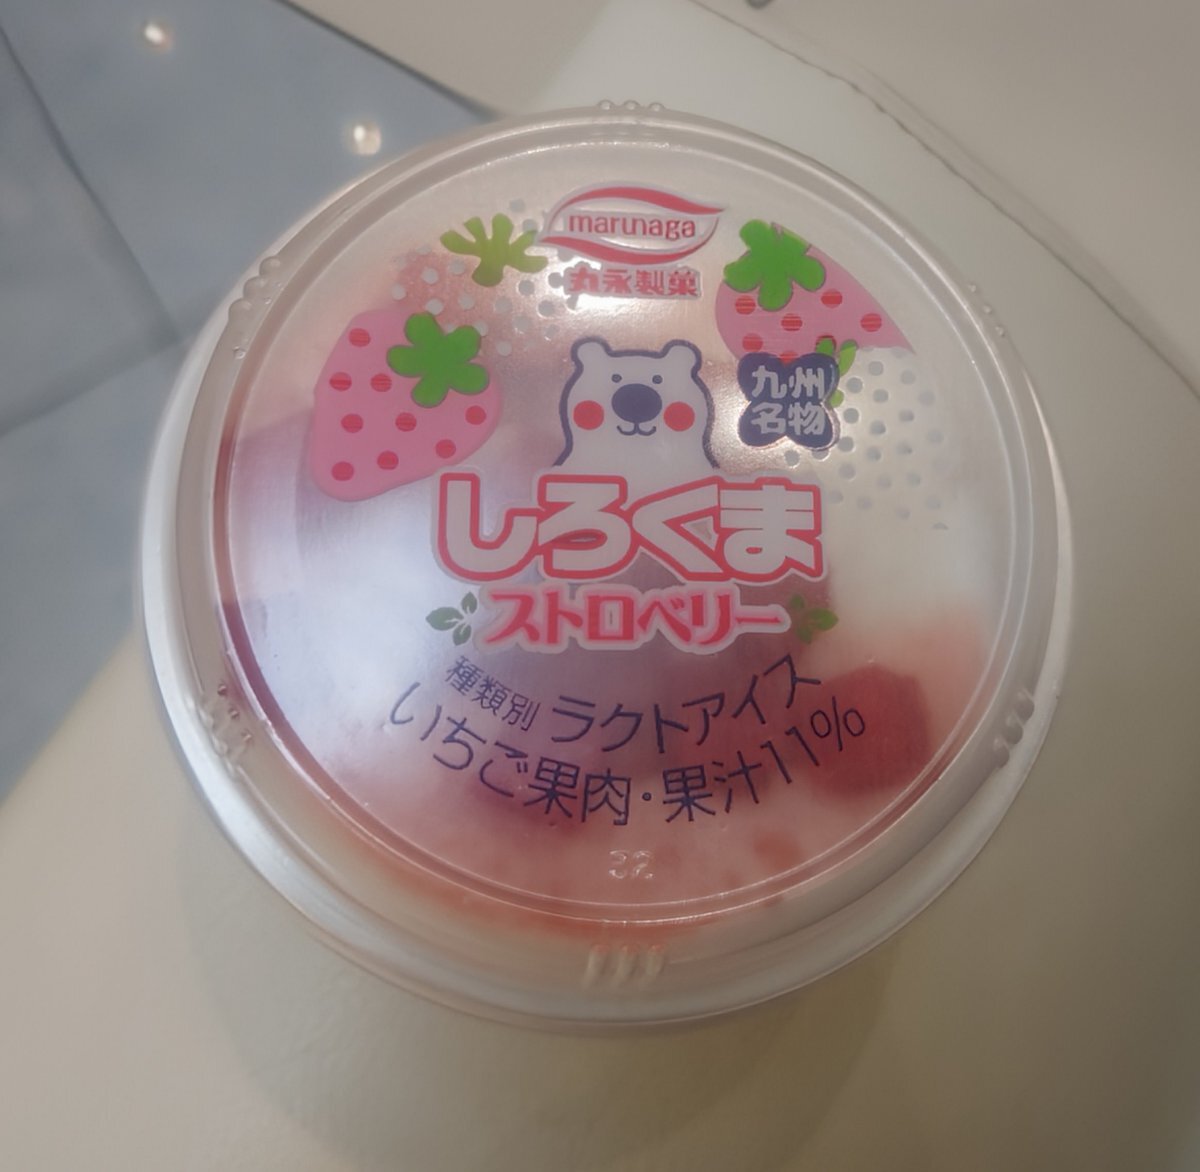 marunaga
丸永製菓
九州
名物
しろくま
ストロベリー
種類別 ラクトアイス
いちご果肉・果汁11%
32